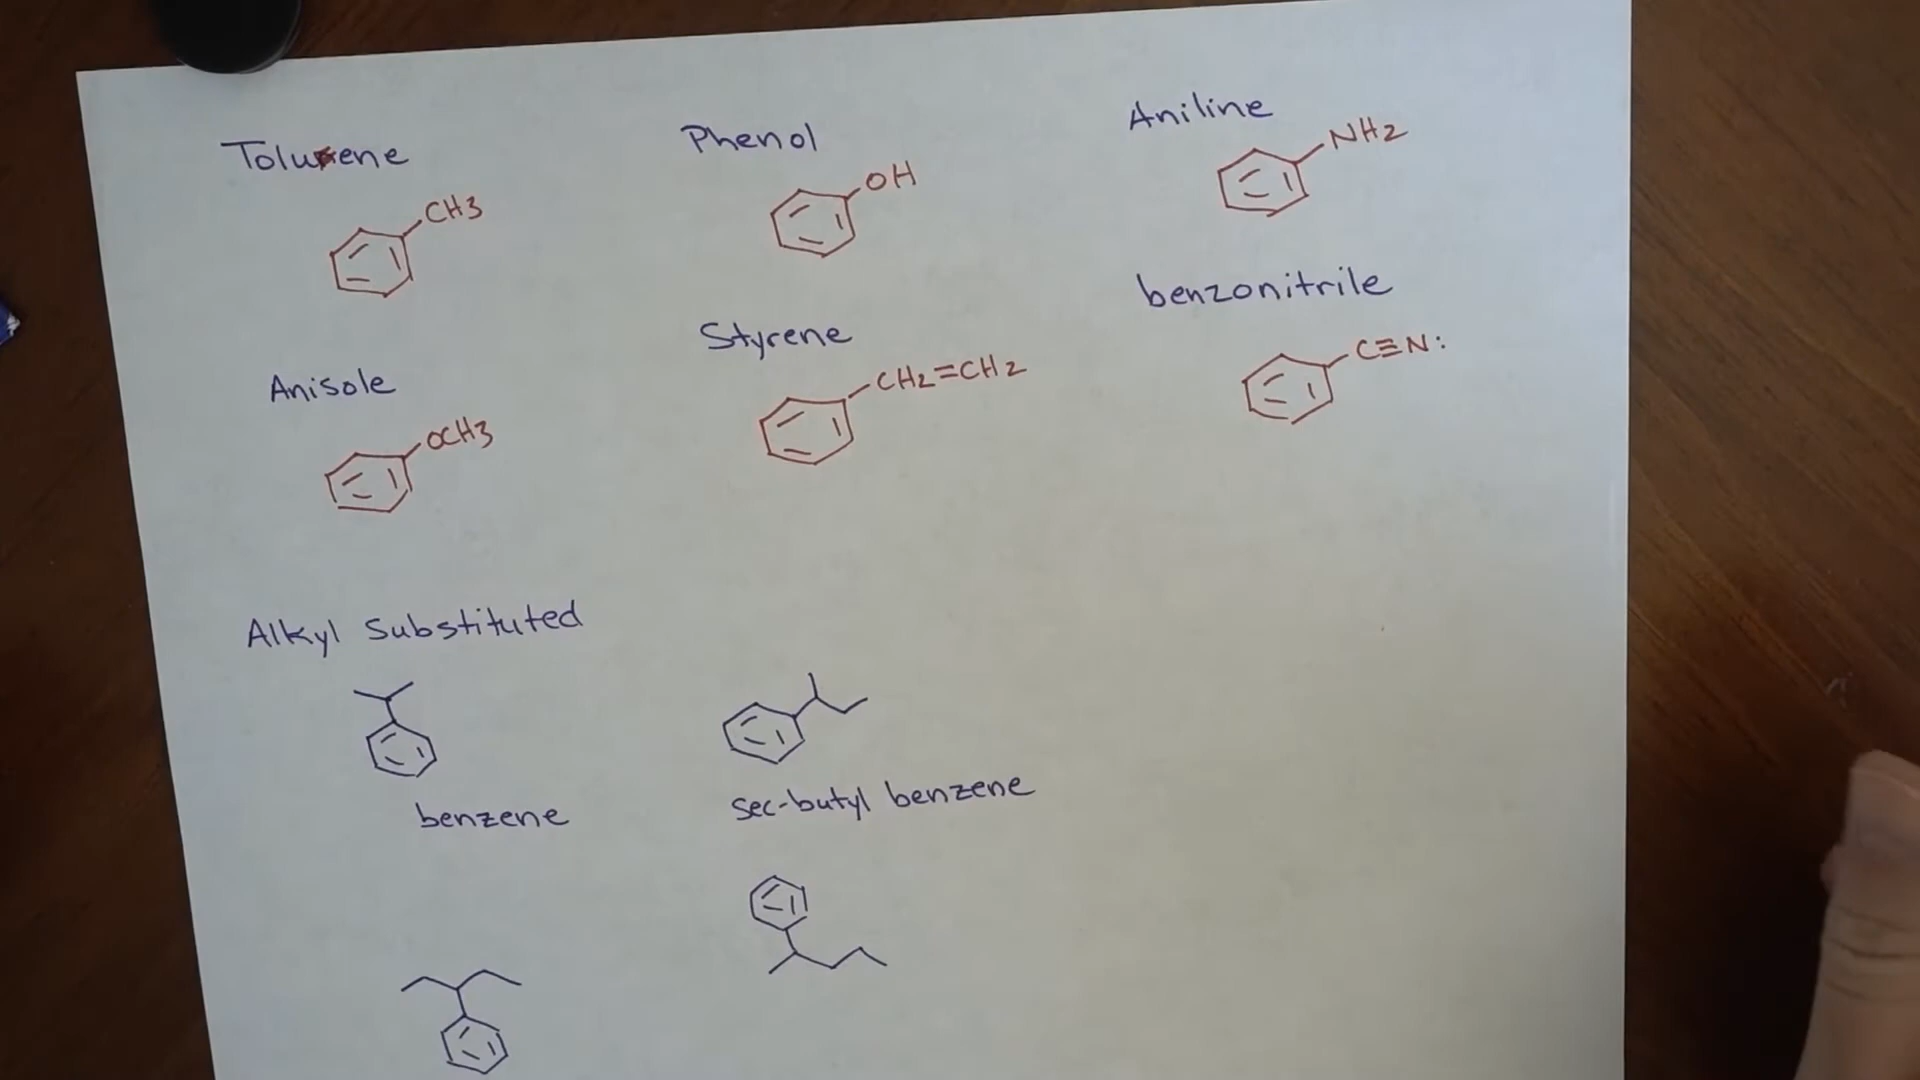 Toluene
CH3
Phenol
OH
Aniline
NH2
Anisole
OCH3
Styrene
CH2=CH2
benzonitrile
C≡N:
Alkyl Substituted
benzene
sec-butyl benzene